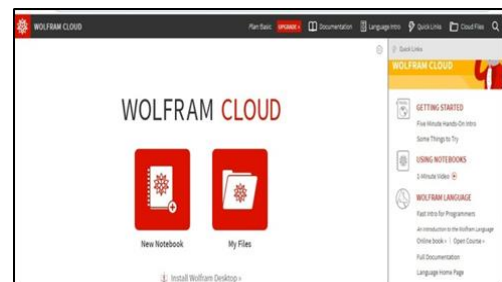 WOLFRAM CLOUD
Plan: Basic UPGRADE » Documentation Language Intro Quick Links Cloud Files
Quick Links
WOLFRAM CLOUD
WOLFRAM CLOUD
New Notebook
My Files
Install Wolfram Desktop »
GETTING STARTED
Five Minute Hands-On Intro
Some Things to Try
USING NOTEBOOKS
1-Minute Video
WOLFRAM LANGUAGE
Fast Intro for Programmers
An introduction to the Wolfram Language
Online book » | Open Course »
Full Documentation
Language Home Page